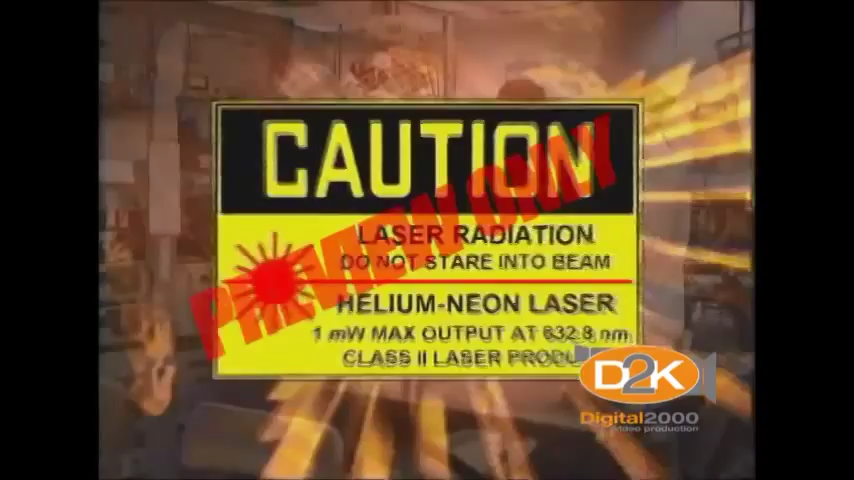 CAUTION
PREVIEW ONLY
LASER RADIATION
DO NOT STARE INTO BEAM
HELIUM-NEON LASER
1 mW MAX OUTPUT AT 632.8 nm
CLASS II LASER PRODU
D2K
Digital2000
video production